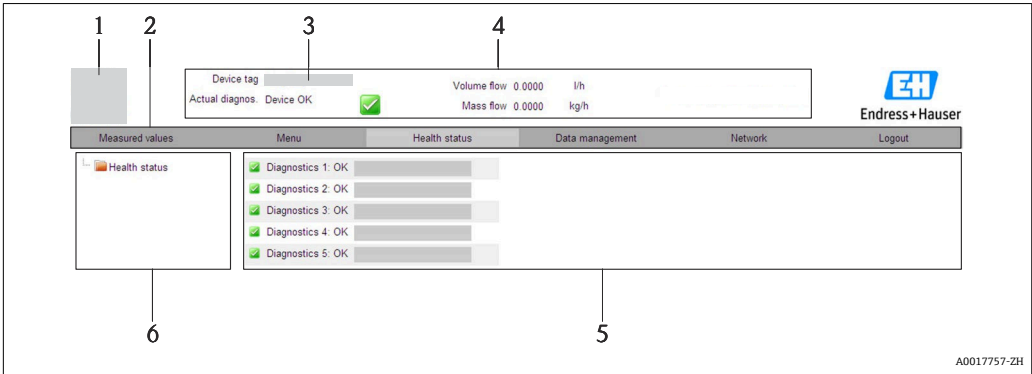 1 2 3 4
Device tag
Actual diagnos. Device OK
Volume flow 0.0000 l/h
Mass flow 0.0000 kg/h
EH
Endress+Hauser
Measured values Menu Health status Data management Network Logout
Health status
Diagnostics 1: OK
Diagnostics 2: OK
Diagnostics 3: OK
Diagnostics 4: OK
Diagnostics 5: OK
6 5
A0017757-ZH